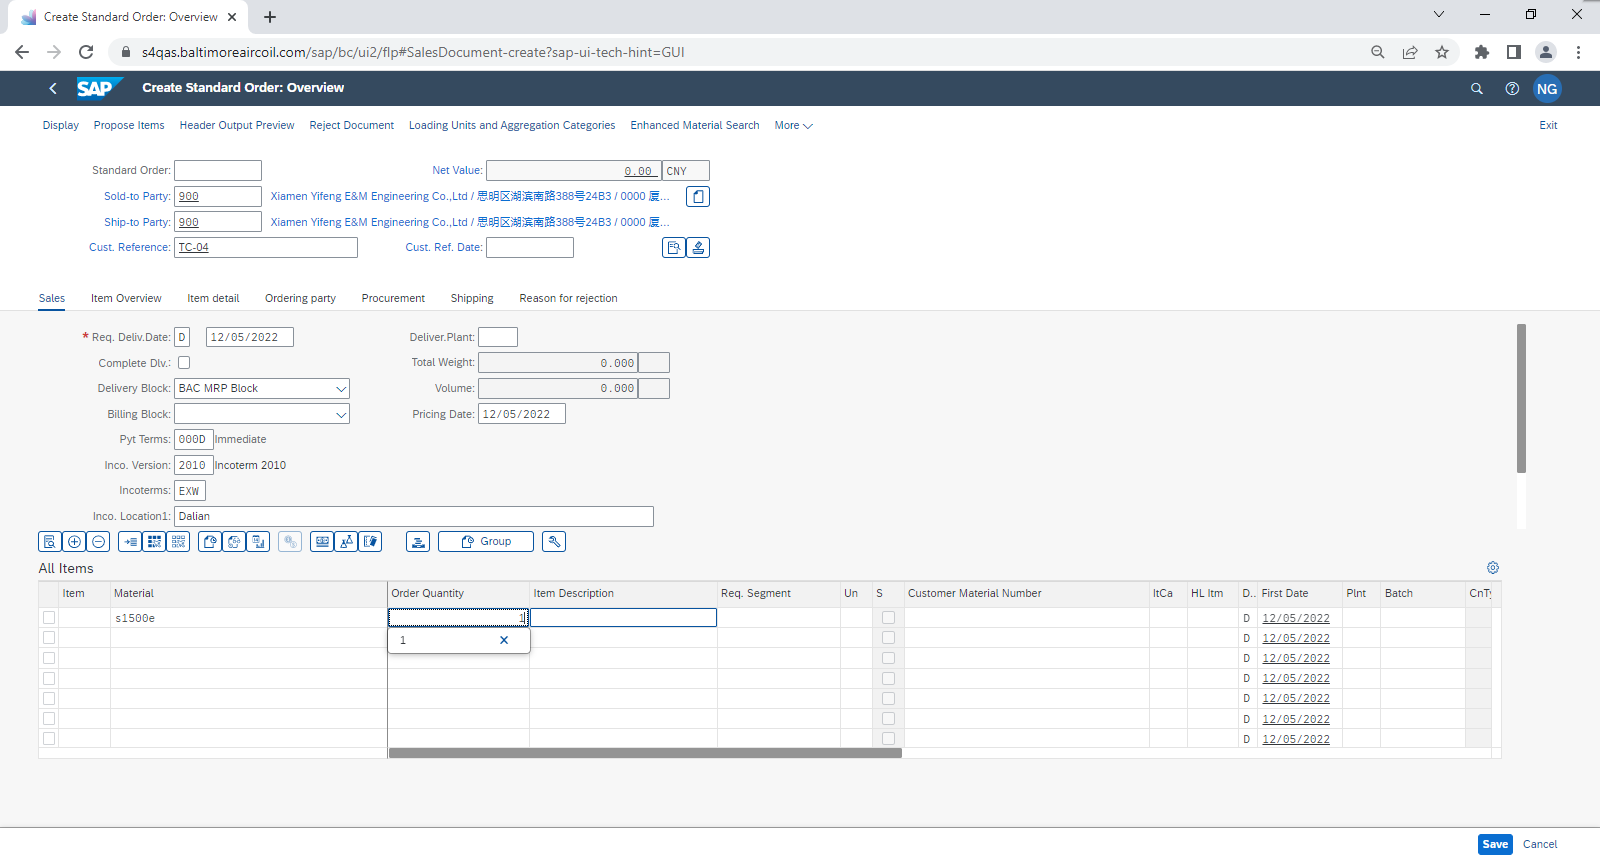 Create Standard Order: Overview
s4qas.baltimoreaircoil.com/sap/bc/ui2/flp#SalesDocument-create?sap-ui-tech-hint=GUI
SAP Create Standard Order: Overview NG
Display Propose Items Header Output Preview Reject Document Loading Units and Aggregation Categories Enhanced Material Search More Exit
Standard Order: Net Value: 0.00 CNY
Sold-to Party: 900 Xiamen Yifeng E&M Engineering Co.,Ltd / 思明区湖滨南路388号24B3 / 0000 厦...
Ship-to Party: 900 Xiamen Yifeng E&M Engineering Co.,Ltd / 思明区湖滨南路388号24B3 / 0000 厦...
Cust. Reference: TC-04 Cust. Ref. Date:
Sales Item Overview Item detail Ordering party Procurement Shipping Reason for rejection
* Req. Deliv.Date: D 12/05/2022 Deliver.Plant:
Complete Dlv.: Total Weight: 0.000
Delivery Block: BAC MRP Block Volume: 0.000
Billing Block: Pricing Date: 12/05/2022
Pyt Terms: 000D Immediate
Inco. Version: 2010 Incoterm 2010
Incoterms: EXW
Inco. Location1: Dalian
Group
All Items
Item Material Order Quantity Item Description Req. Segment Un S Customer Material Number ItCa HL Itm D.. First Date Plnt Batch CnTy
s1500e 1 D 12/05/2022
1 D 12/05/2022
D 12/05/2022
D 12/05/2022
D 12/05/2022
D 12/05/2022
D 12/05/2022
Save Cancel